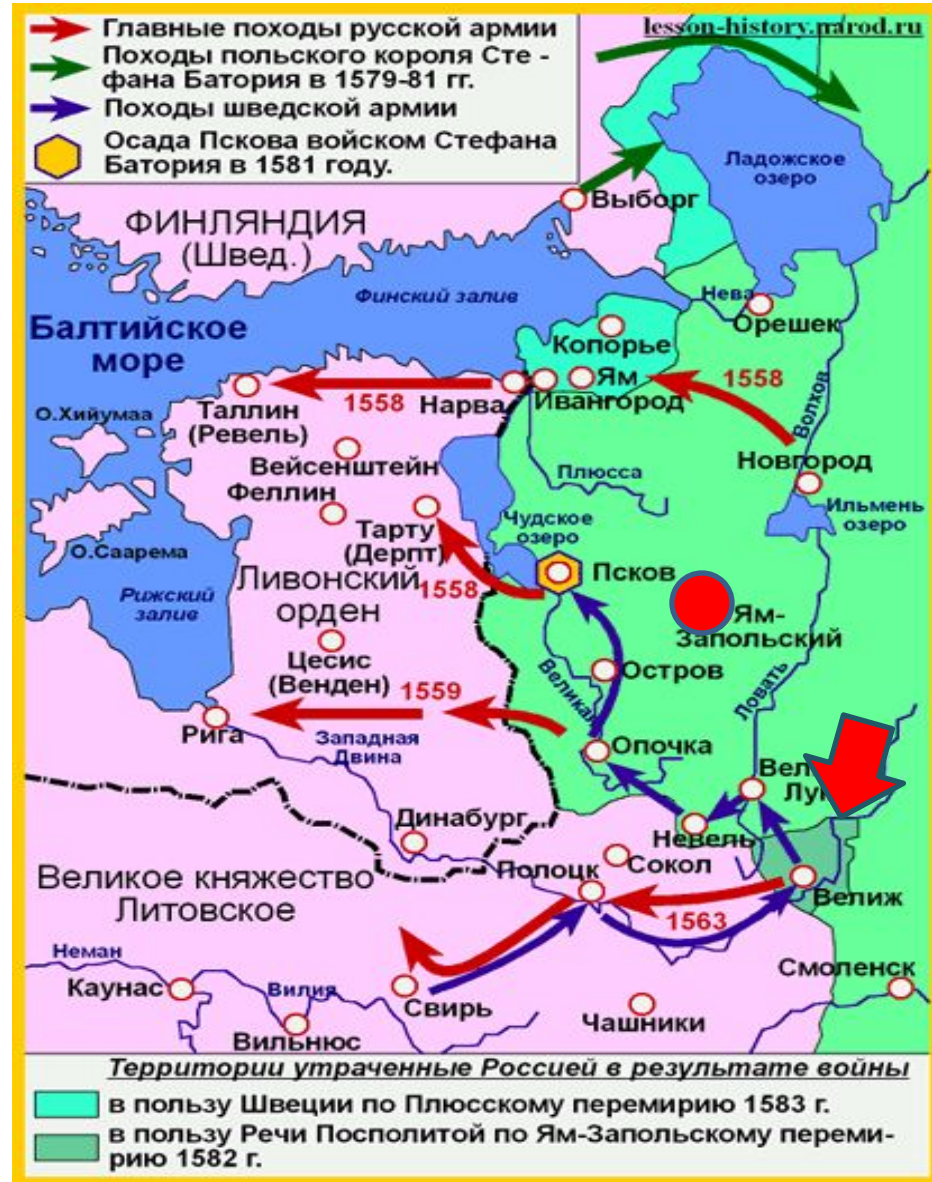 Главные походы русской армии
Походы польского короля Сте -
фана Батория в 1579-81 гг.
Походы шведской армии
Осада Пскова войском Стефана
Батория в 1581 году.
lesson-history.narod.ru
Ладожское
озеро
Выборг
ФИНЛЯНДИЯ
(Швед.)
Финский залив
Нева
Орешек
Балтийское
море
Копорье
Ям
1558
Волхов
Таллин
(Ревель)
1558
Нарва
Ивангород
О.Хийумаа
Вейсенштейн
Новгород
Феллин
Плюсса
Ильмень
озеро
Тарту
(Дерпт)
Чудское
озеро
О.Саарема
Псков
Рижский
залив
Ливонский
орден
1558
Ям-
Запольский
Цесис
(Венден)
Остров
1559
Великая
Ловать
Рига
Западная
Двина
Опочка
Динабург
Невель
Сокол
Полоцк
Велиж
Великое княжество
Литовское
1563
Неман
Смоленск
Каунас
Вилия
Свирь
Чашники
Вильнюс
Территории утраченные Россией в результате войны
в пользу Швеции по Плюсскому перемирию 1583 г.
в пользу Речи Посполитой по Ям-Запольскому переми-
рию 1582 г.